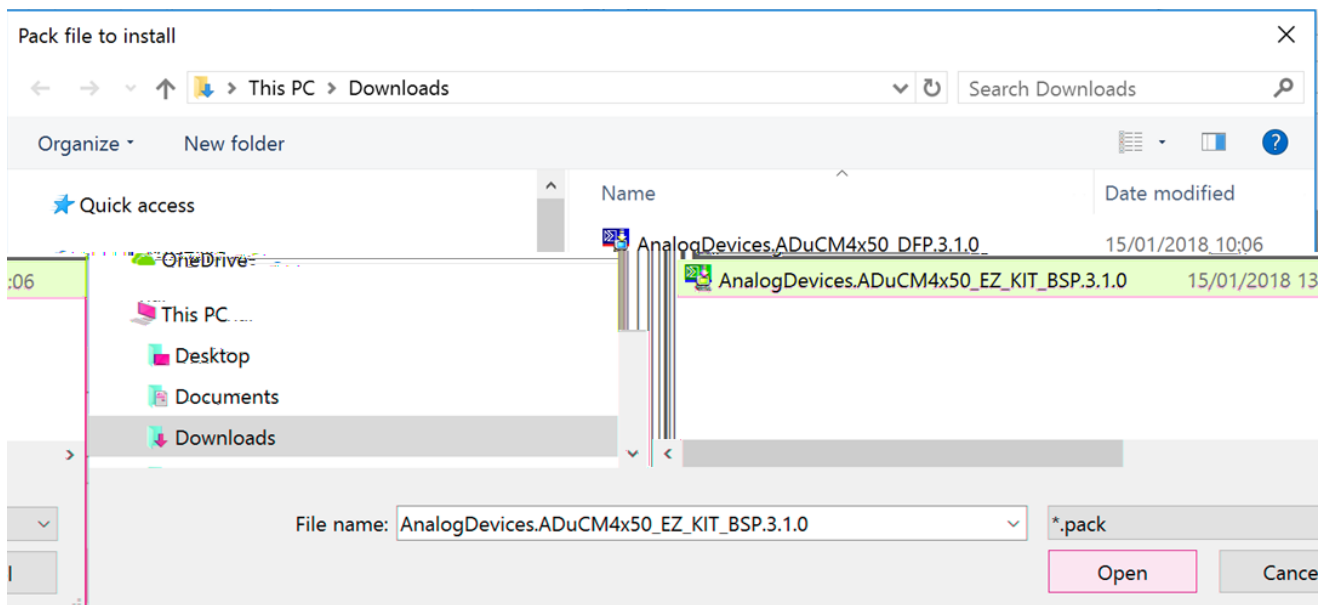 Pack file to install
This PC > Downloads
Search Downloads
Organize
New folder
Name
Date modified
Quick access
AnalogDevices.ADuCM4x50_DFP.3.1.0
15/01/2018 10:06
OneDrive
:06
AnalogDevices.ADuCM4x50_EZ_KIT_BSP.3.1.0
15/01/2018 13
This PC
Desktop
Documents
Downloads
File name:
AnalogDevices.ADuCM4x50_EZ_KIT_BSP.3.1.0
*.pack
Open
Cance